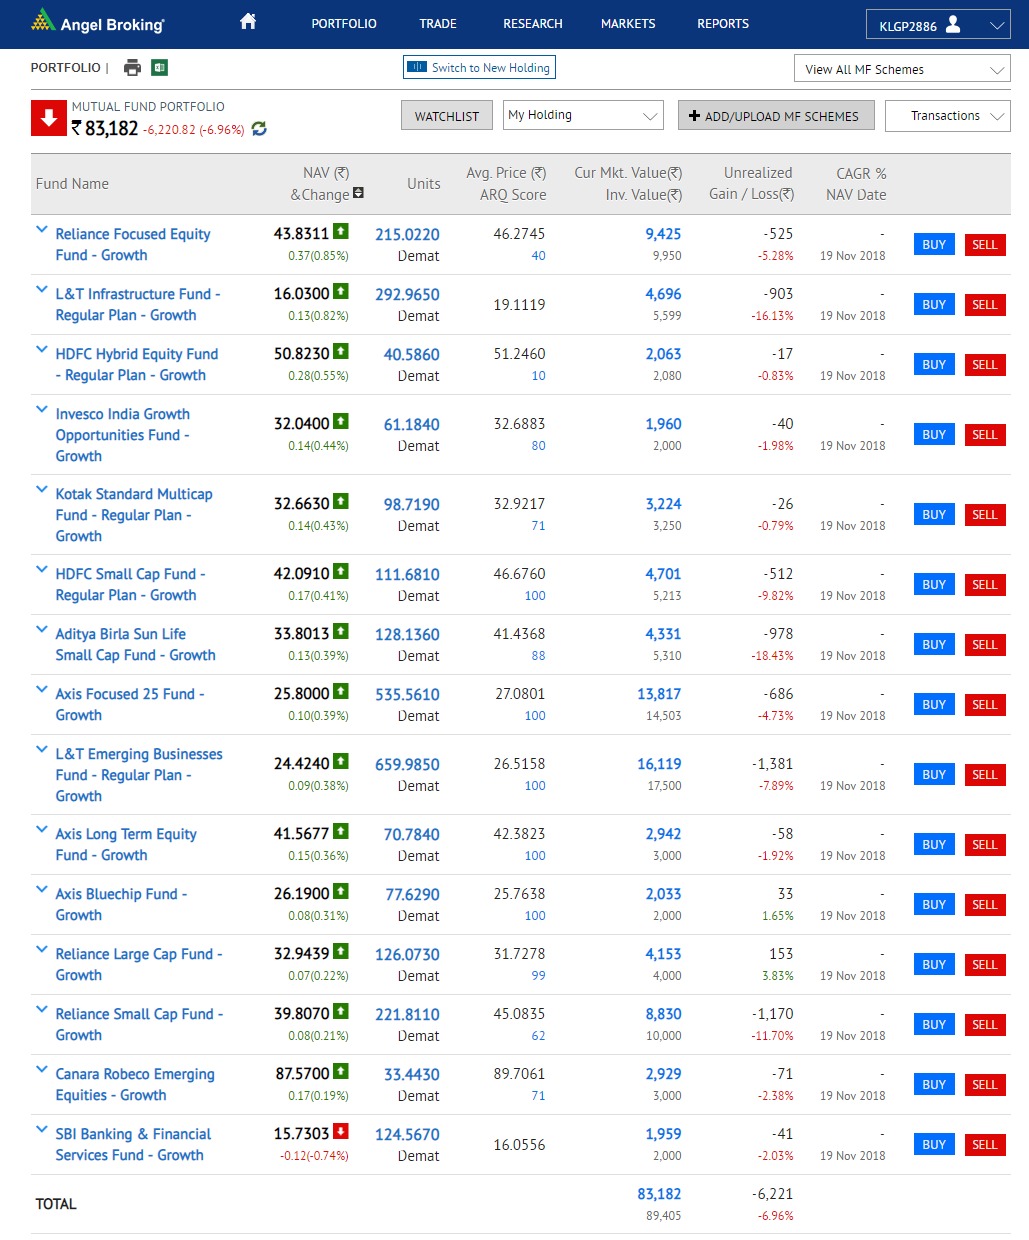 Angel Broking
PORTFOLIO TRADE RESEARCH MARKETS REPORTS KLGP2886
PORTFOLIO | Switch to New Holding View All MF Schemes
MUTUAL FUND PORTFOLIO
₹ 83,182 -6,220.82 (-6.96%) WATCHLIST My Holding + ADD/UPLOAD MF SCHEMES Transactions
Fund Name NAV (₹) &Change Units Avg. Price (₹) ARQ Score Cur Mkt. Value(₹) Inv. Value(₹) Unrealized Gain / Loss(₹) CAGR % NAV Date
Reliance Focused Equity 43.8311 215.0220 46.2745 9,425 -525 - BUY SELL
Fund - Growth 0.37(0.85%) Demat 40 9,950 -5.28% 19 Nov 2018
L&T Infrastructure Fund - 16.0300 292.9650 19.1119 4,696 -903 - BUY SELL
Regular Plan - Growth 0.13(0.82%) Demat 5,599 -16.13% 19 Nov 2018
HDFC Hybrid Equity Fund 50.8230 40.5860 51.2460 2,063 -17 - BUY SELL
- Regular Plan - Growth 0.28(0.55%) Demat 10 2,080 -0.83% 19 Nov 2018
Invesco India Growth 32.0400 61.1840 32.6883 1,960 -40 - BUY SELL
Opportunities Fund - 0.14(0.44%) Demat 80 2,000 -1.98% 19 Nov 2018
Growth
Kotak Standard Multicap 32.6630 98.7190 32.9217 3,224 -26 - BUY SELL
Fund - Regular Plan - 0.14(0.43%) Demat 71 3,250 -0.79% 19 Nov 2018
Growth
HDFC Small Cap Fund - 42.0910 111.6810 46.6760 4,701 -512 - BUY SELL
Regular Plan - Growth 0.17(0.41%) Demat 100 5,213 -9.82% 19 Nov 2018
Aditya Birla Sun Life 33.8013 128.1360 41.4368 4,331 -978 - BUY SELL
Small Cap Fund - Growth 0.13(0.39%) Demat 88 5,310 -18.43% 19 Nov 2018
Axis Focused 25 Fund - 25.8000 535.5610 27.0801 13,817 -686 - BUY SELL
Growth 0.10(0.39%) Demat 100 14,503 -4.73% 19 Nov 2018
L&T Emerging Businesses 24.4240 659.9850 26.5158 16,119 -1,381 - BUY SELL
Fund - Regular Plan - 0.09(0.38%) Demat 100 17,500 -7.89% 19 Nov 2018
Growth
Axis Long Term Equity 41.5677 70.7840 42.3823 2,942 -58 - BUY SELL
Fund - Growth 0.15(0.36%) Demat 100 3,000 -1.92% 19 Nov 2018
Axis Bluechip Fund - 26.1900 77.6290 25.7638 2,033 33 - BUY SELL
Growth 0.08(0.31%) Demat 100 2,000 1.65% 19 Nov 2018
Reliance Large Cap Fund - 32.9439 126.0730 31.7278 4,153 153 - BUY SELL
Growth 0.07(0.22%) Demat 99 4,000 3.83% 19 Nov 2018
Reliance Small Cap Fund - 39.8070 221.8110 45.0835 8,830 -1,170 - BUY SELL
Growth 0.08(0.21%) Demat 62 10,000 -11.70% 19 Nov 2018
Canara Robeco Emerging 87.5700 33.4430 89.7061 2,929 -71 - BUY SELL
Equities - Growth 0.17(0.19%) Demat 71 3,000 -2.38% 19 Nov 2018
SBI Banking & Financial 15.7303 124.5670 16.0556 1,959 -41 - BUY SELL
Services Fund - Growth -0.12(-0.74%) Demat 2,000 -2.03% 19 Nov 2018
TOTAL 83,182 -6,221
89,405 -6.96%